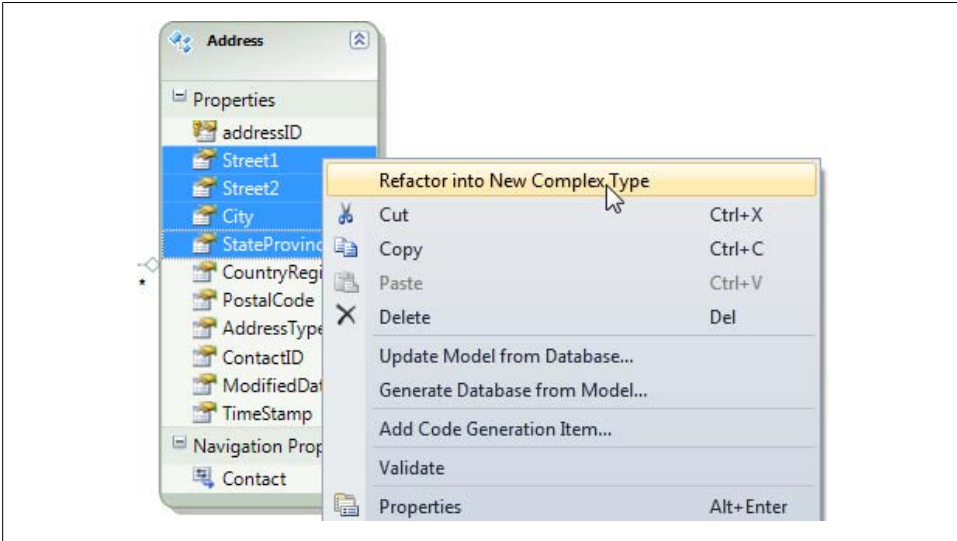 Address
Properties
addressID
Street1
Street2
City
StateProvinc
CountryRegi
PostalCode
AddressType
ContactID
ModifiedDat
TimeStamp
Navigation Prop
Contact
*
Refactor into New Complex Type
Cut Ctrl+X
Copy Ctrl+C
Paste Ctrl+V
Delete Del
Update Model from Database...
Generate Database from Model...
Add Code Generation Item...
Validate
Properties Alt+Enter